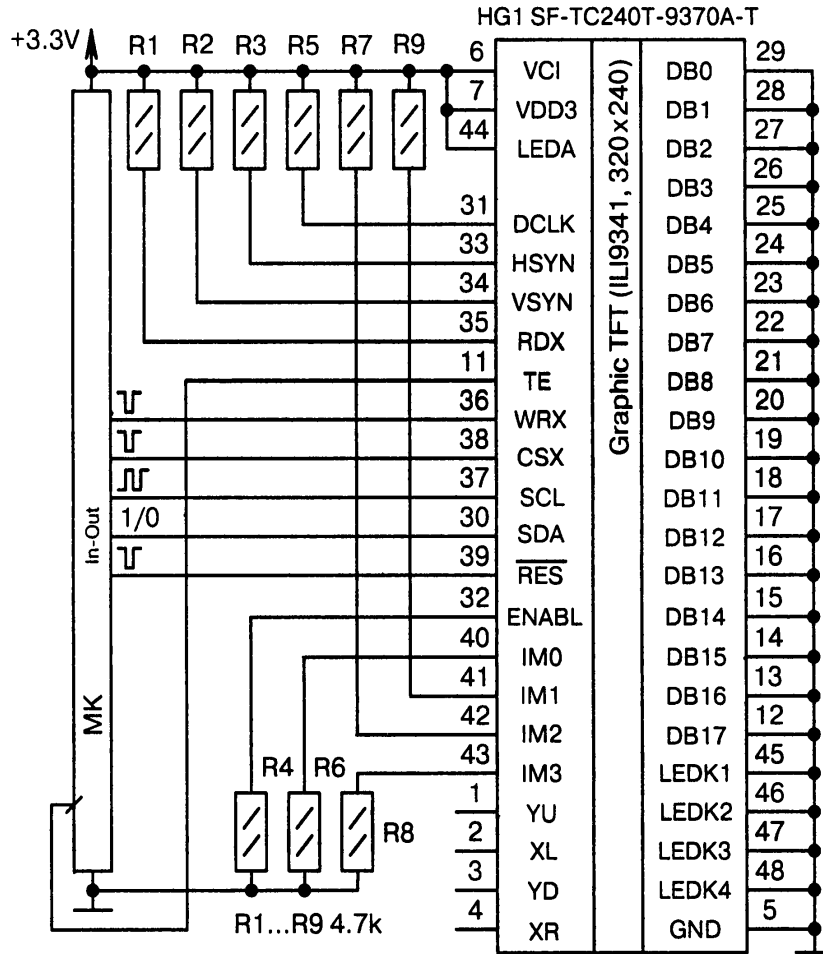 HG1 SF-TC240T-9370A-T
+3.3V R1 R2 R3 R5 R7 R9
6 VCI DB0 29
7 VDD3 DB1 28
44 LEDA DB2 27
DB3 26
31 DCLK DB4 25
33 HSYN DB5 24
34 VSYN DB6 23
35 RDX DB7 22
11 TE DB8 21
36 WRX DB9 20
38 CSX DB10 19
37 SCL DB11 18
1/0 30 SDA DB12 17
39 RES DB13 16
32 ENABL DB14 15
40 IM0 DB15 14
41 IM1 DB16 13
42 IM2 DB17 12
43 IM3 LEDK1 45
1 YU LEDK2 46
2 XL LEDK3 47
3 YD LEDK4 48
4 XR GND 5
Graphic TFT (ILI9341, 320x240)
In-Out
MK
R4 R6
R8
R1...R9 4.7k